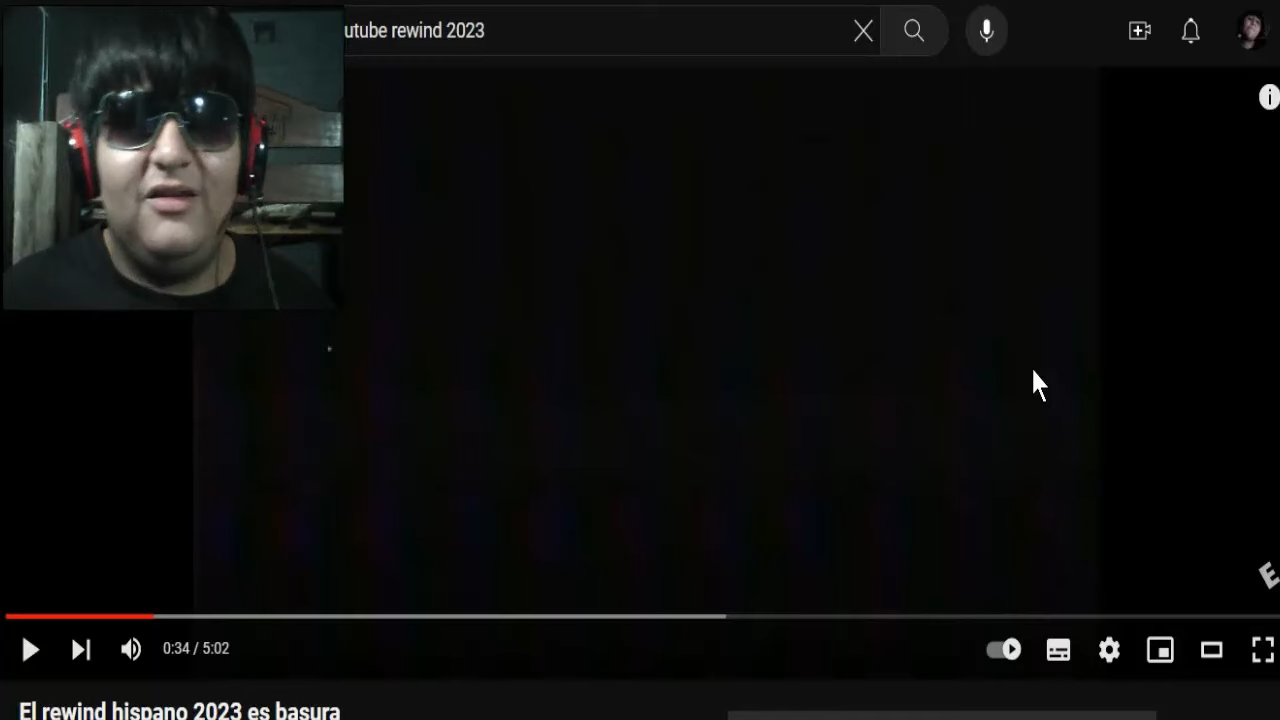 utube rewind 2023
E
0:34 / 5:02
El rewind hispano 2023 es basura